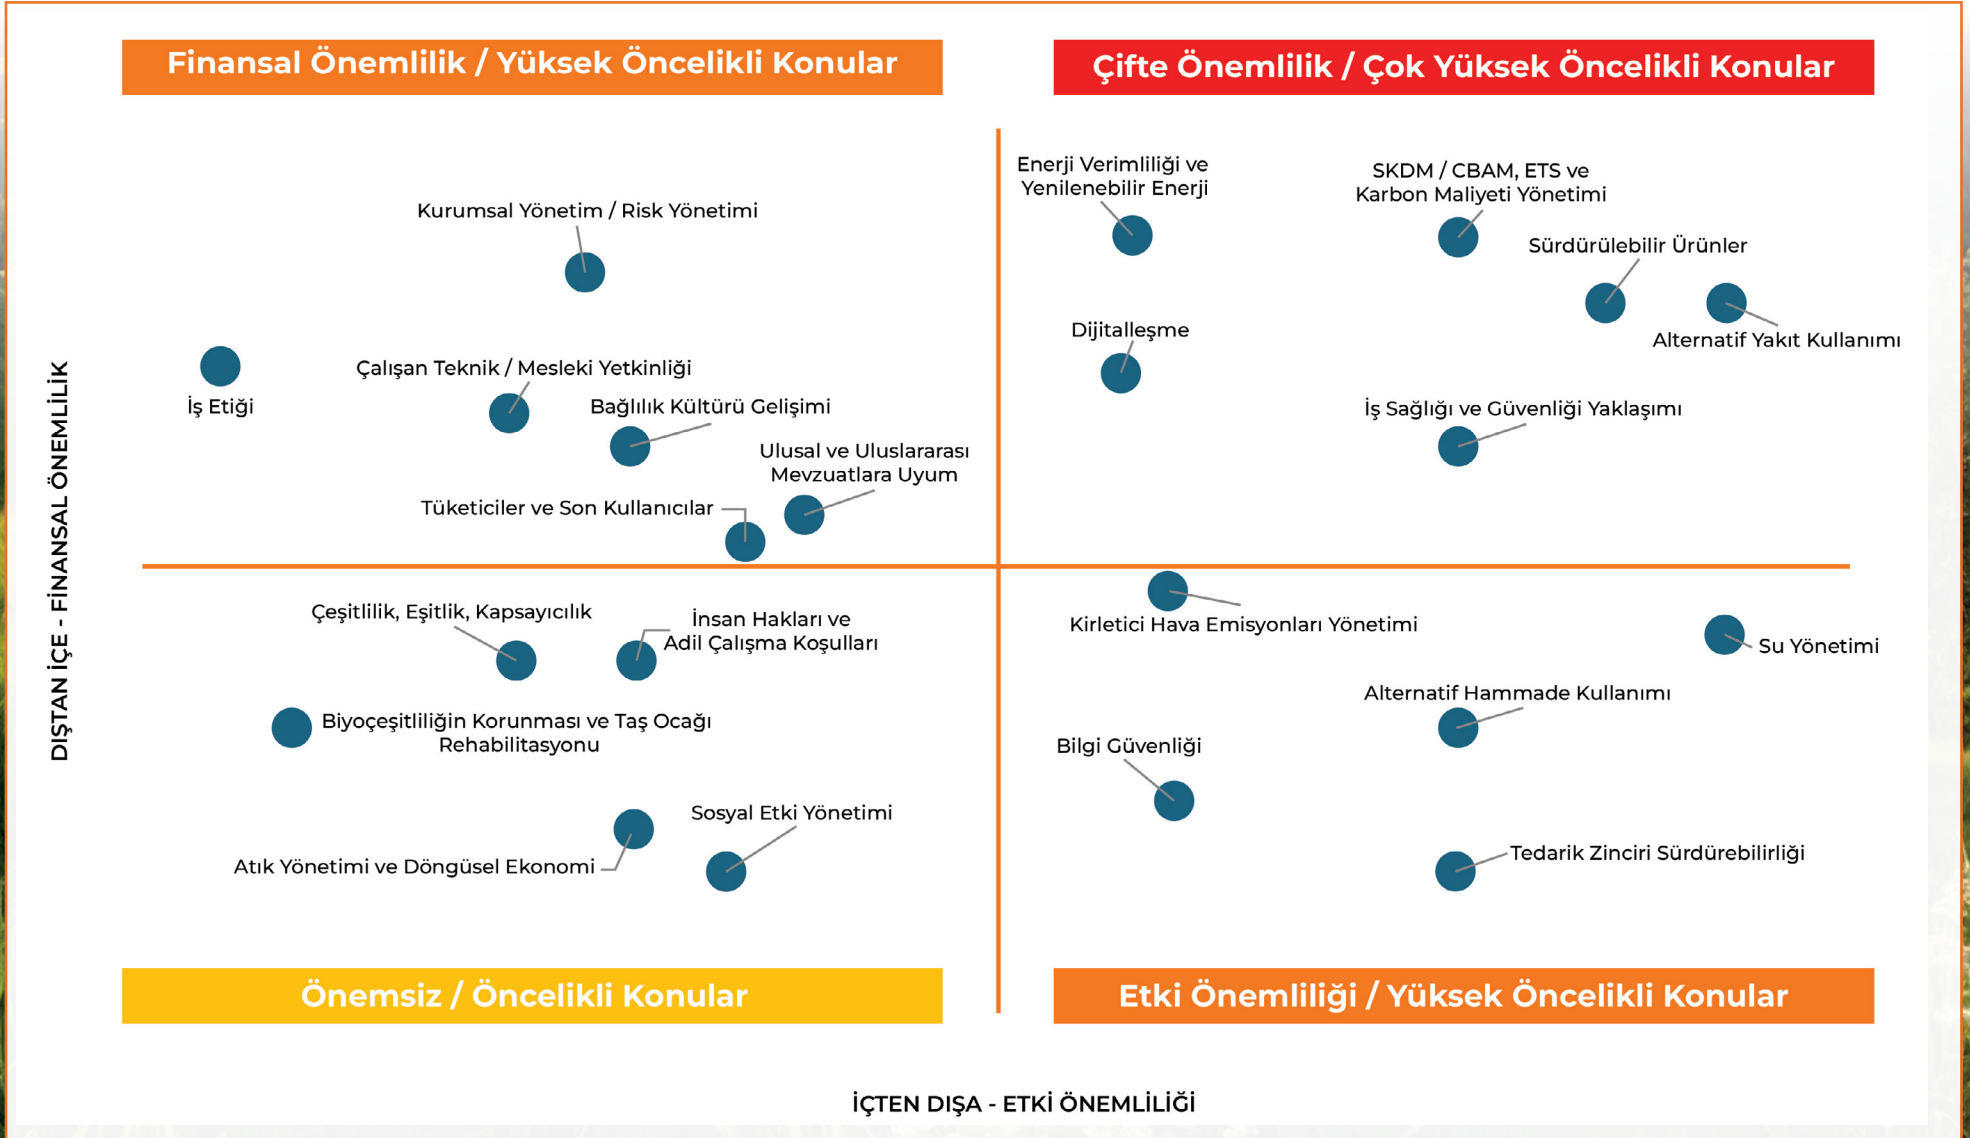 Finansal Önemlilik / Yüksek Öncelikli Konular
Çifte Önemlilik / Çok Yüksek Öncelikli Konular
Kurumsal Yönetim / Risk Yönetimi
İş Etiği
Çalışan Teknik / Mesleki Yetkinliği
Bağlılık Kültürü Gelişimi
Ulusal ve Uluslararası
Mevzuatlara Uyum
Tüketiciler ve Son Kullanıcılar
Enerji Verimliliği ve
Yenilenebilir Enerji
SKDM / CBAM, ETS ve
Karbon Maliyeti Yönetimi
Sürdürülebilir Ürünler
Alternatif Yakıt Kullanımı
Dijitalleşme
İş Sağlığı ve Güvenliği Yaklaşımı
DIŞTAN İÇE - FİNANSAL ÖNEMLİLİK
Çeşitlilik, Eşitlik, Kapsayıcılık
İnsan Hakları ve
Adil Çalışma Koşulları
Biyoçeşitliliğin Korunması ve Taş Ocağı
Rehabilitasyonu
Sosyal Etki Yönetimi
Atık Yönetimi ve Döngüsel Ekonomi
Kirletici Hava Emisyonları Yönetimi
Su Yönetimi
Alternatif Hammade Kullanımı
Bilgi Güvenliği
Tedarik Zinciri Sürdürebilirliği
Önemsiz / Öncelikli Konular
Etki Önemliliği / Yüksek Öncelikli Konular
İÇTEN DIŞA - ETKİ ÖNEMLİLİĞİ